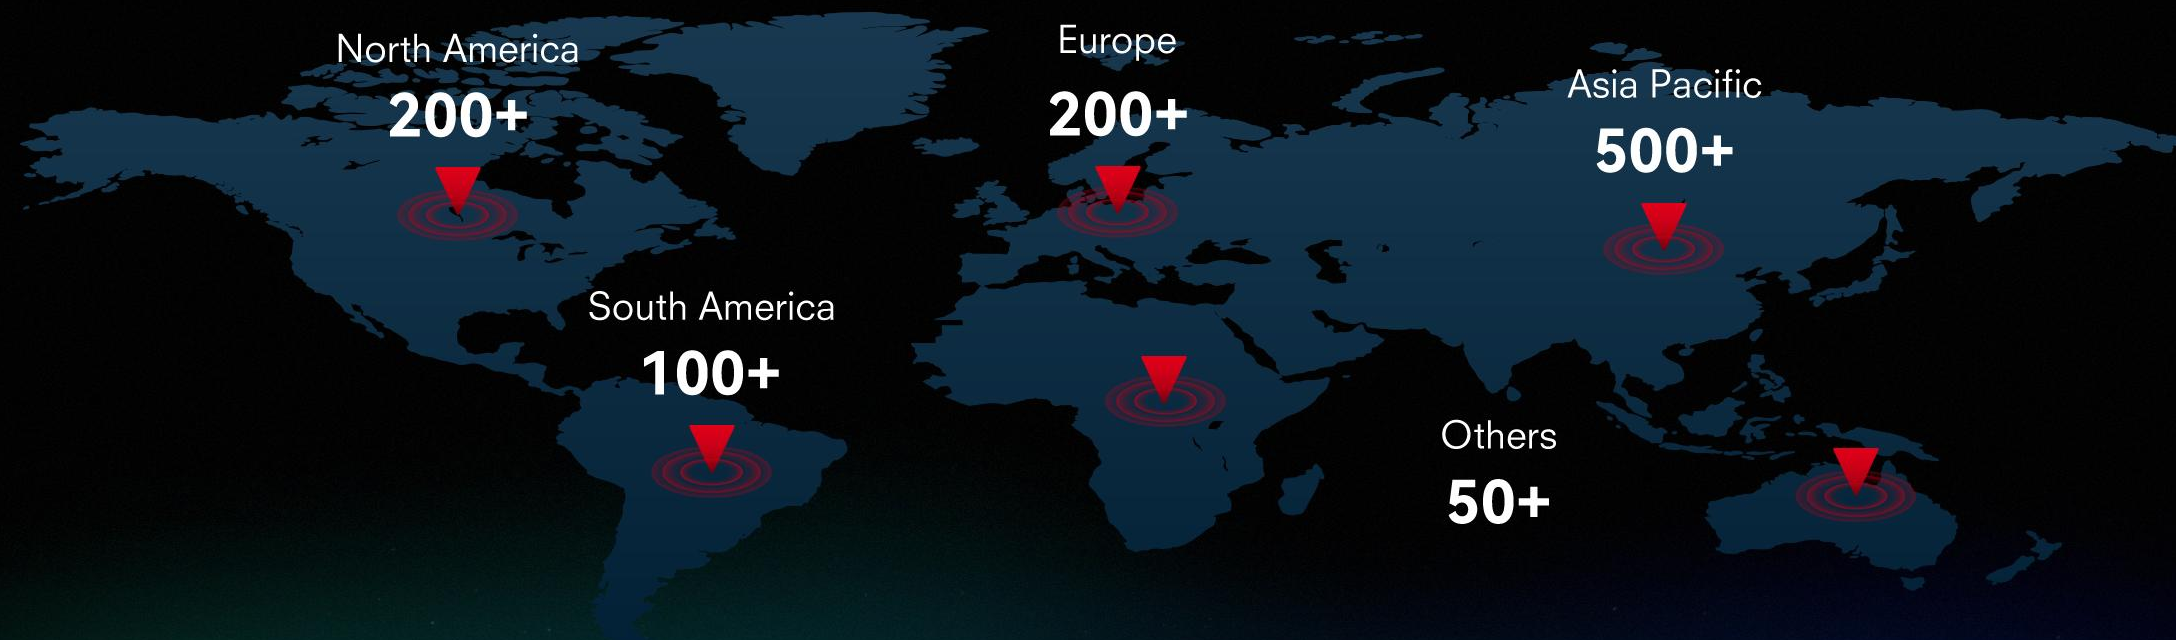 North America
200+
Europe
200+
Asia Pacific
500+
South America
100+
Others
50+